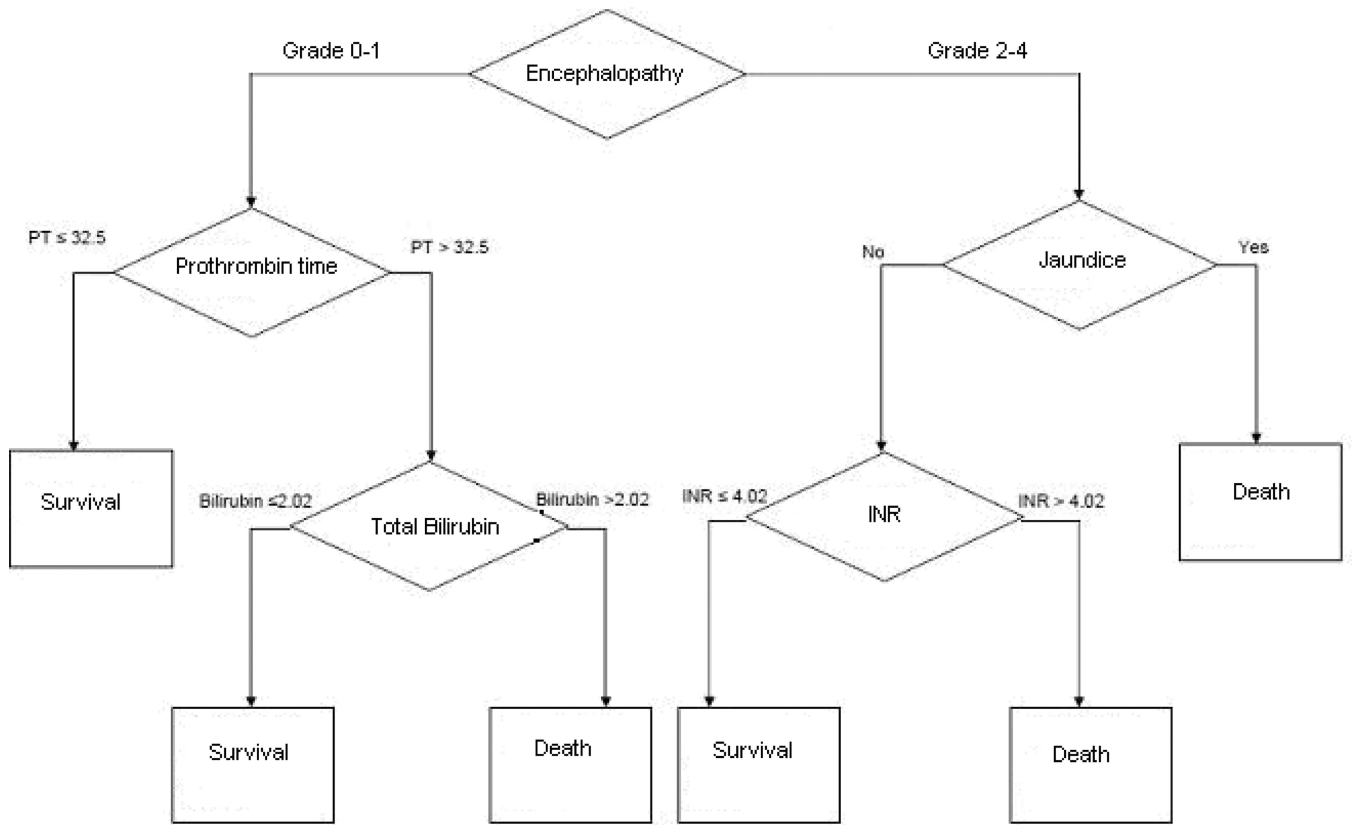 Grade 0-1
Grade 2-4
Encephalopathy
PT ≤ 32.5
PT > 32.5
Prothrombin time
No
Jaundice
Yes
Survival
Bilirubin ≤2.02
Bilirubin >2.02
Total Bilirubin
INR ≤ 4.02
INR
INR > 4.02
Death
Survival
Death
Survival
Death